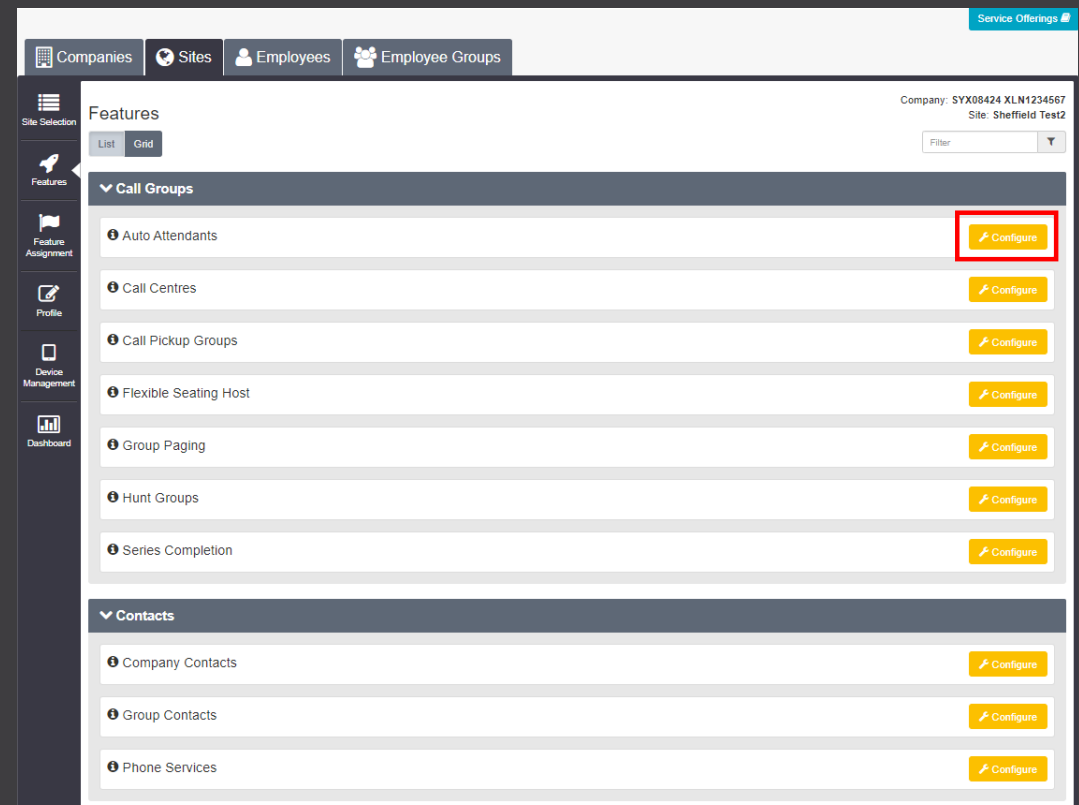 Service Offerings
Companies
Sites
Employees
Employee Groups
Site Selection
Features
Feature
Assignment
Profile
Device
Management
Dashboard
Features
Company: SYX08424 XLN1234567
Site: Sheffield Test2
List
Grid
Filter
Call Groups
Auto Attendants
Configure
Call Centres
Configure
Call Pickup Groups
Configure
Flexible Seating Host
Configure
Group Paging
Configure
Hunt Groups
Configure
Series Completion
Configure
Contacts
Company Contacts
Configure
Group Contacts
Configure
Phone Services
Configure